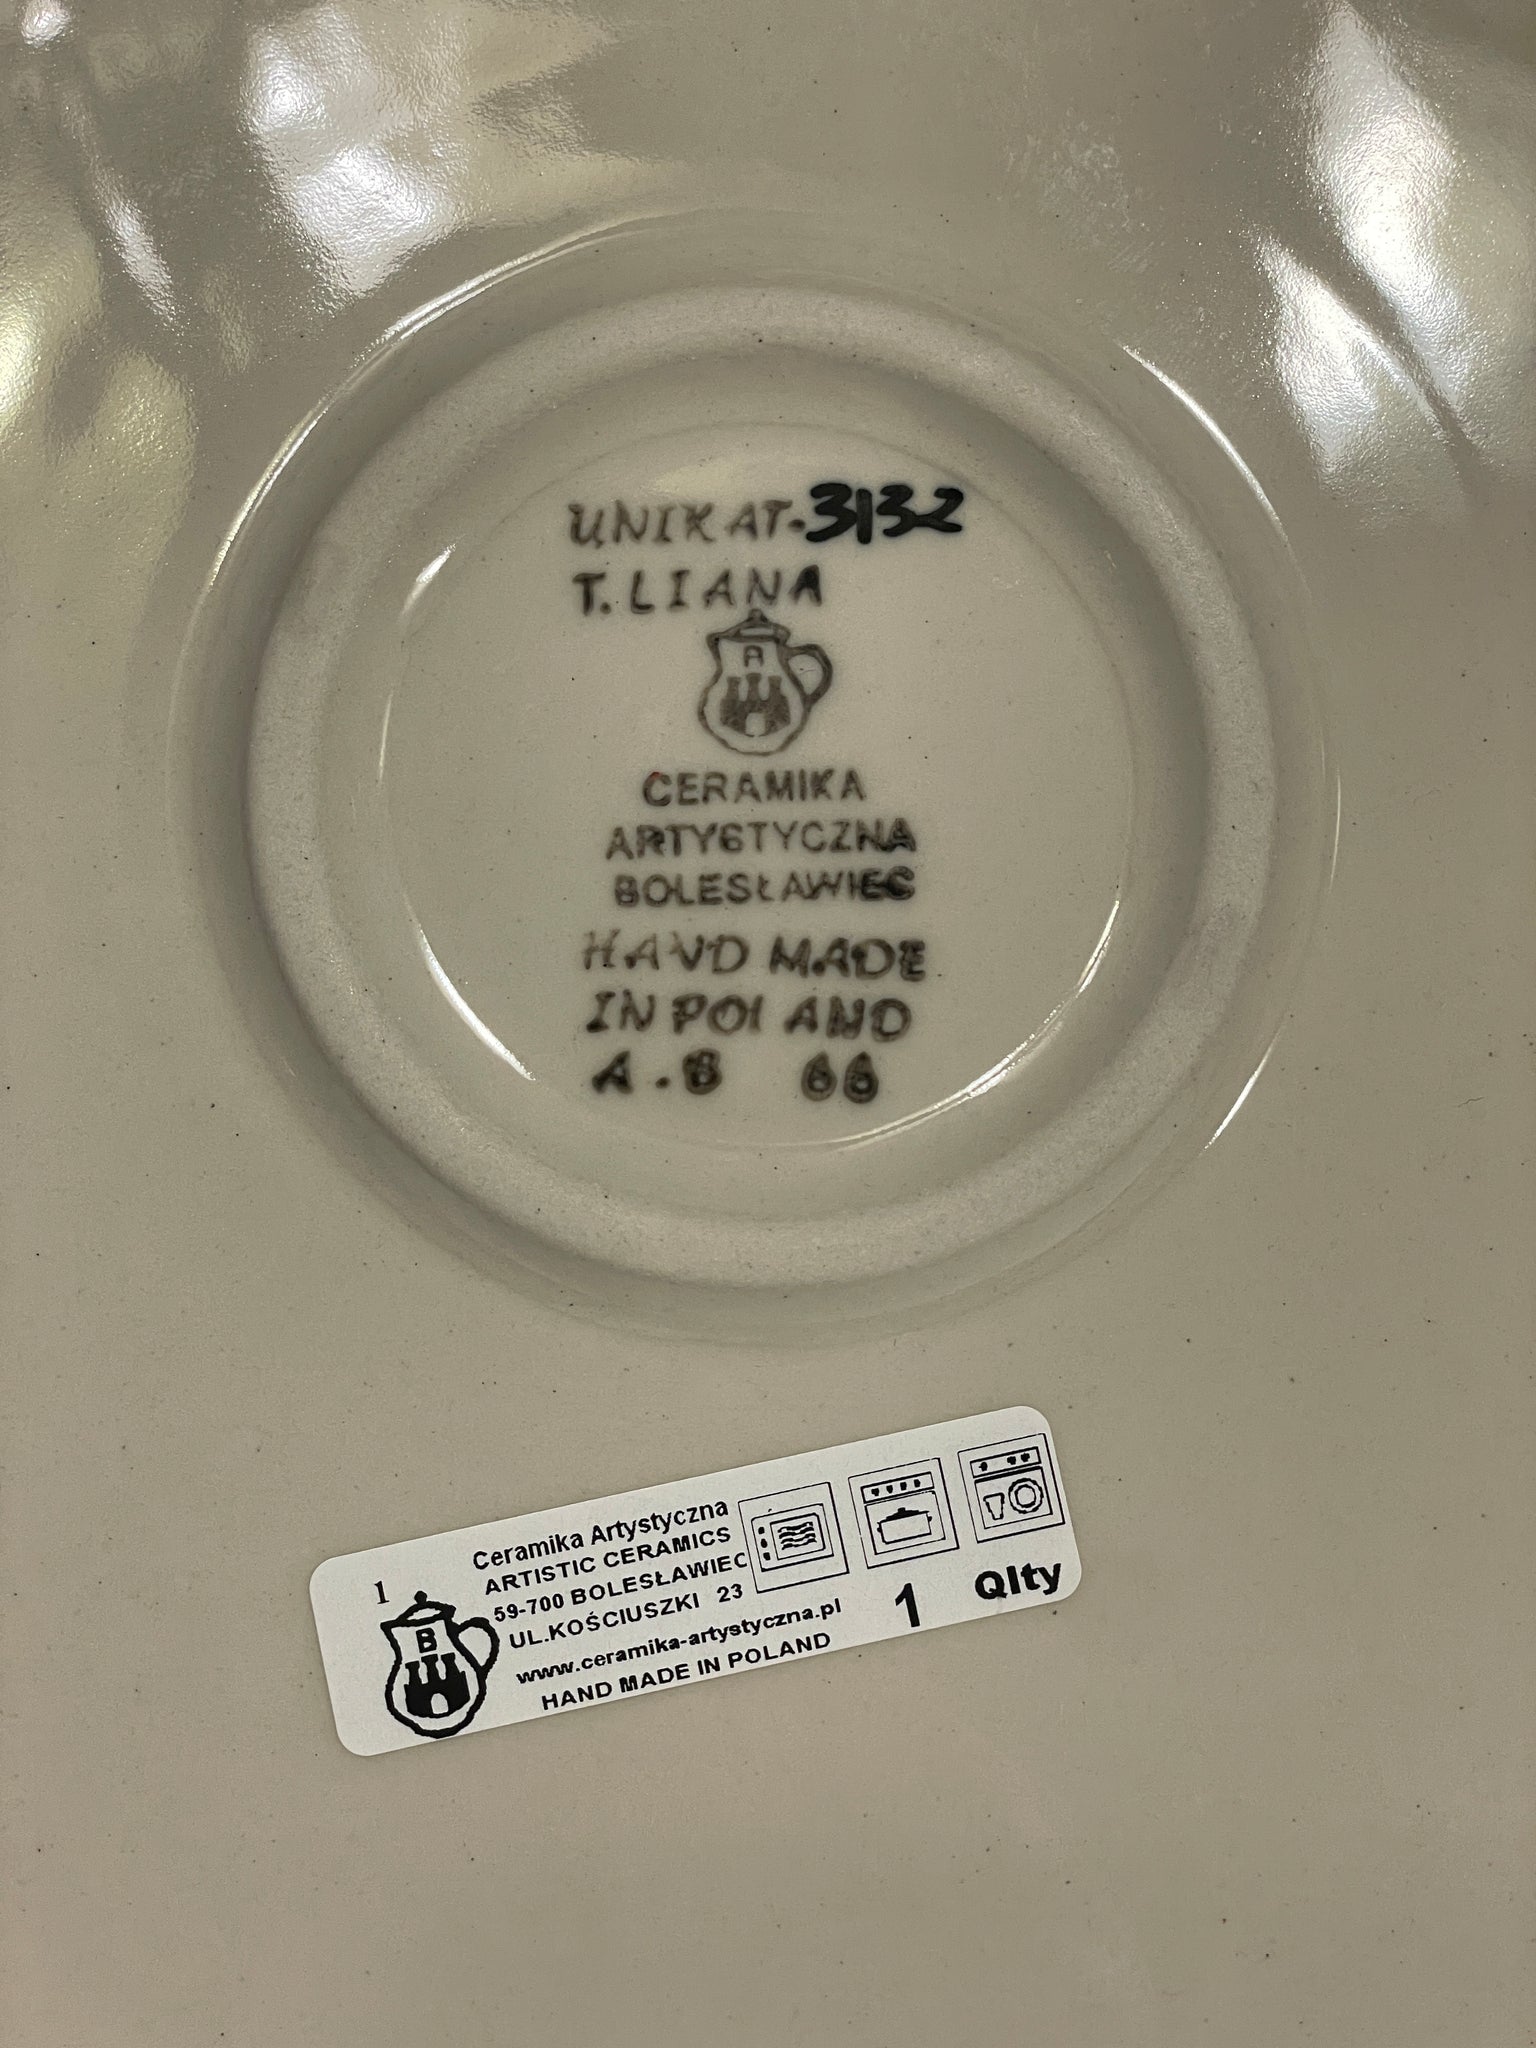 UNIKAT-3132
T. LIANA
A
CERAMIKA
ARTYSTYCZNA
BOLESŁAWIEC
HAND MADE
IN POLAND
A.B 66
1
B
Ceramika Artystyczna
ARTISTIC CERAMICS
59-700 BOLESŁAWIEC
UL.KOŚCIUSZKI 23
www.ceramika-artystyczna.pl
HAND MADE IN POLAND
1 Qlty